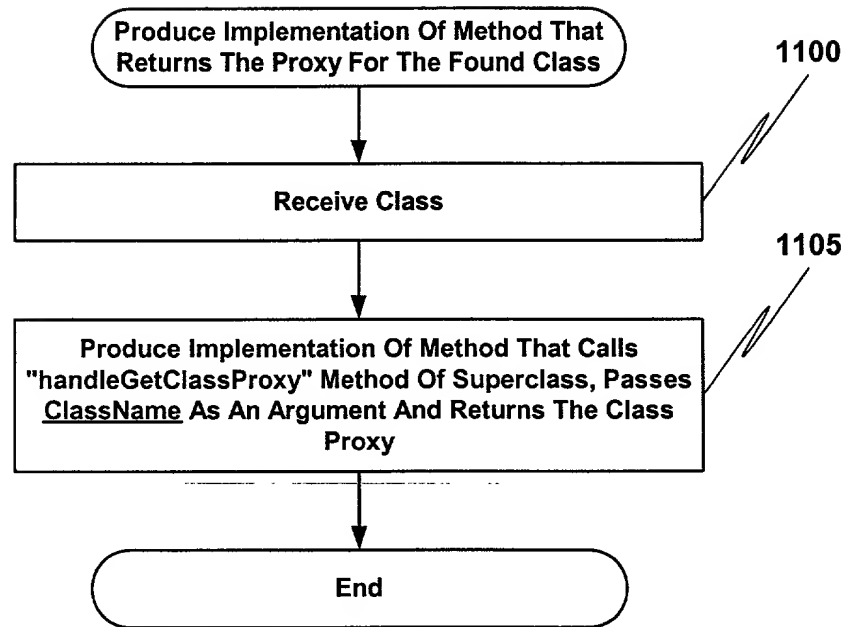 Produce Implementation Of Method That
Returns The Proxy For The Found Class
1100
Receive Class
1105
Produce Implementation Of Method That Calls
"handleGetClassProxy" Method Of Superclass, Passes
ClassName As An Argument And Returns The Class
Proxy
End